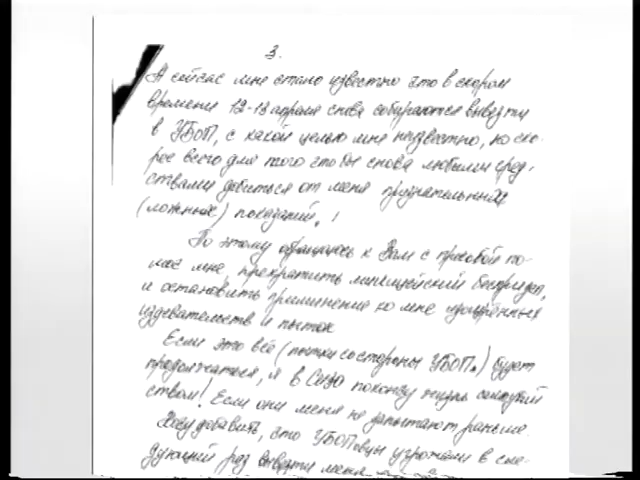 3.
А сейчас мне стало известно что в скором
времени 12-13 апреля снова собираются вывезти
в УБОП, с какой целью мне неизвестно, но ско-
рее всего для того что бы снова любыми сред-
ствами добиться от меня признательных
(ложных) показаний. !
По этому обращаюсь к Вам с прозбой по-
мочь мне, прекратить милицейский беспредел,
и остановить применение ко мне изощрённых
издевательств и пыток
Если это всё (пытки со стороны УБОП.) будет
продолжаться, я в Сизо покончу жизнь самоубий
ством! Если они меня не запытают раньше.
Хочу добавить, что УБОПовцы угрожали в сле-
дующий раз вывезти меня